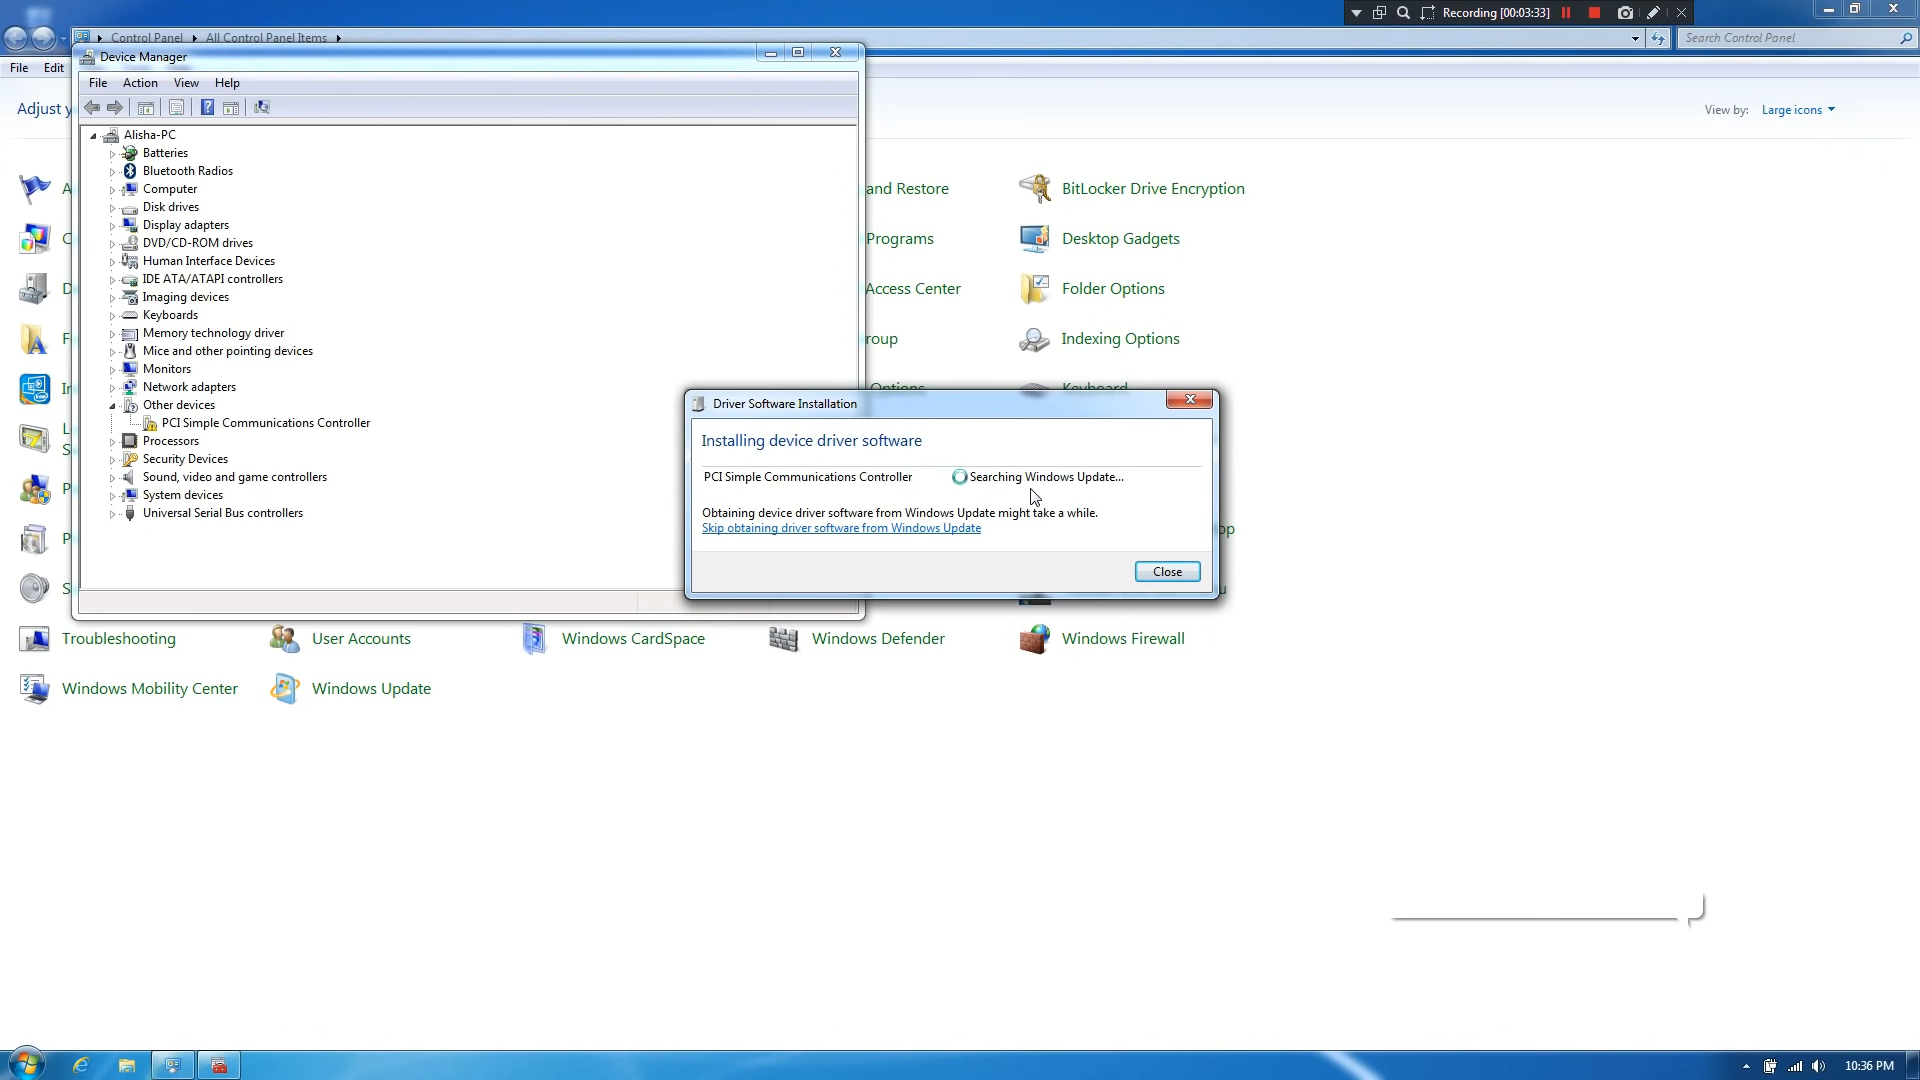 Recording [00:03:33]
Control Panel
All Control Panel Items
Search Control Panel
File Edit
Device Manager
File Action View Help
Adjust y
View by: Large icons
Alisha-PC
Batteries
Bluetooth Radios
Computer
Disk drives
Display adapters
DVD/CD-ROM drives
Human Interface Devices
IDE ATA/ATAPI controllers
Imaging devices
Keyboards
Memory technology driver
Mice and other pointing devices
Monitors
Network adapters
Other devices
PCI Simple Communications Controller
Processors
Security Devices
Sound, video and game controllers
System devices
Universal Serial Bus controllers
A
and Restore
BitLocker Drive Encryption
C
Programs
Desktop Gadgets
D
Access Center
Folder Options
F
roup
Indexing Options
In
Options
Keyboard
L
S
P
P
op
S
u
Driver Software Installation
Installing device driver software
PCI Simple Communications Controller
Searching Windows Update...
Obtaining device driver software from Windows Update might take a while.
Skip obtaining driver software from Windows Update
Close
Troubleshooting
User Accounts
Windows CardSpace
Windows Defender
Windows Firewall
Windows Mobility Center
Windows Update
10:36 PM